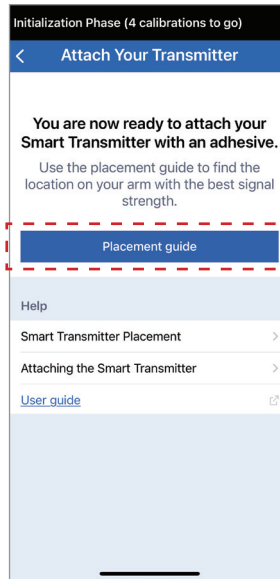 Initialization Phase (4 calibrations to go)
Attach Your Transmitter
You are now ready to attach your
Smart Transmitter with an adhesive.
Use the placement guide to find the
location on your arm with the best signal
strength.
Placement guide
Help
Smart Transmitter Placement
Attaching the Smart Transmitter
User guide